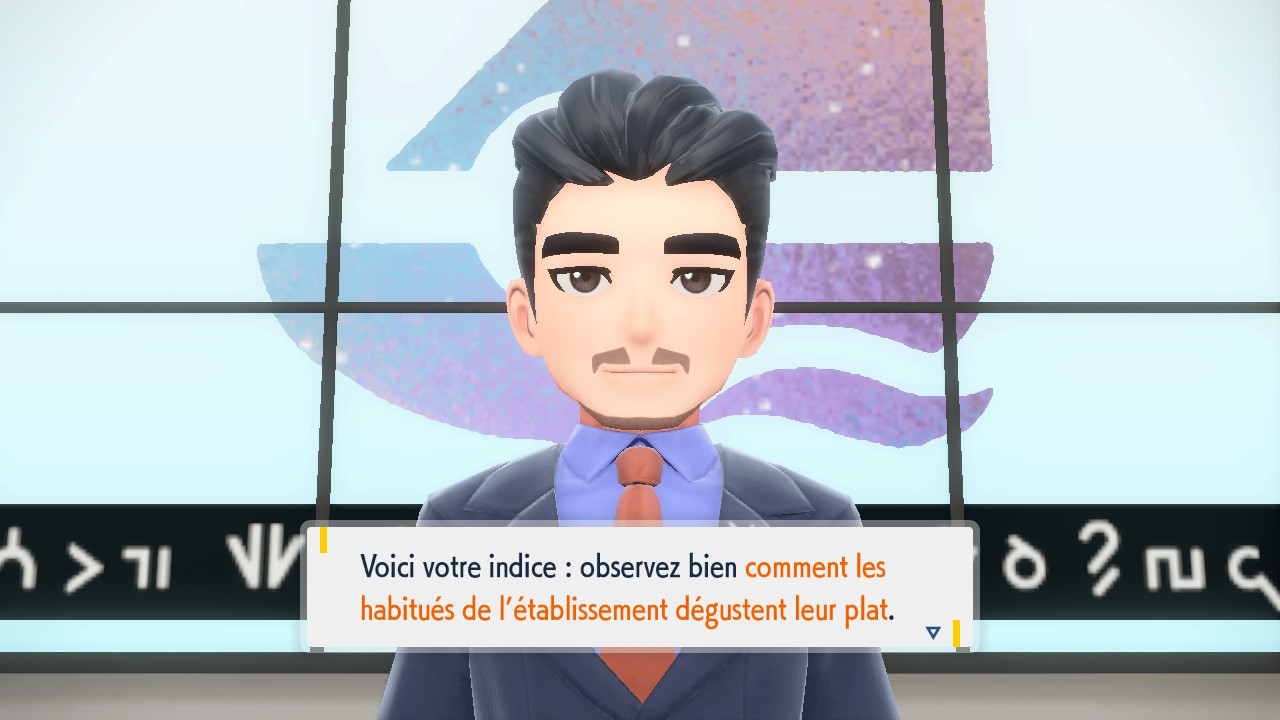 Voici votre indice : observez bien comment les
habitués de l'établissement dégustent leur plat.